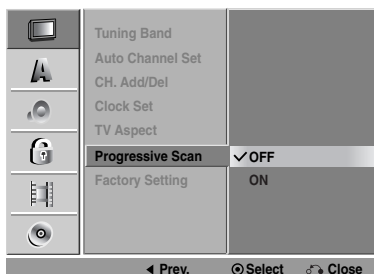 Tuning Band
Auto Channel Set
CH. Add/Del
Clock Set
TV Aspect
Progressive Scan ✓ OFF
Factory Setting ON
◀ Prev. Select Close